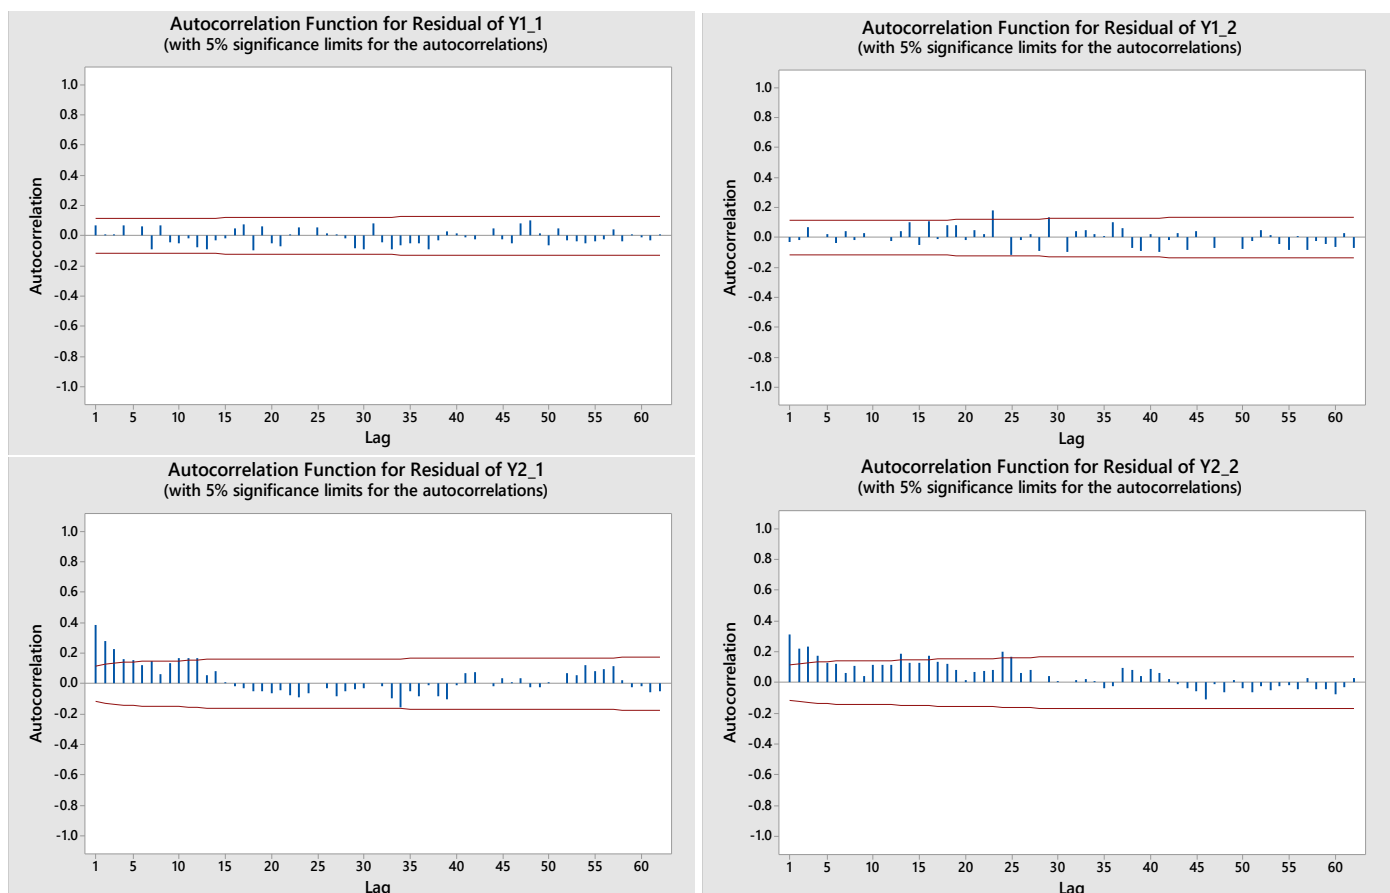 Autocorrelation Function for Residual of Y1_1
(with 5% significance limits for the autocorrelations)
1.0
0.8
0.6
0.4
0.2
0.0
-0.2
-0.4
-0.6
-0.8
-1.0
Autocorrelation
1 5 10 15 20 25 30 35 40 45 50 55 60
Lag
Autocorrelation Function for Residual of Y1_2
(with 5% significance limits for the autocorrelations)
1.0
0.8
0.6
0.4
0.2
0.0
-0.2
-0.4
-0.6
-0.8
-1.0
Autocorrelation
1 5 10 15 20 25 30 35 40 45 50 55 60
Lag
Autocorrelation Function for Residual of Y2_1
(with 5% significance limits for the autocorrelations)
1.0
0.8
0.6
0.4
0.2
0.0
-0.2
-0.4
-0.6
-0.8
-1.0
Autocorrelation
1 5 10 15 20 25 30 35 40 45 50 55 60
Lag
Autocorrelation Function for Residual of Y2_2
(with 5% significance limits for the autocorrelations)
1.0
0.8
0.6
0.4
0.2
0.0
-0.2
-0.4
-0.6
-0.8
-1.0
Autocorrelation
1 5 10 15 20 25 30 35 40 45 50 55 60
Lag